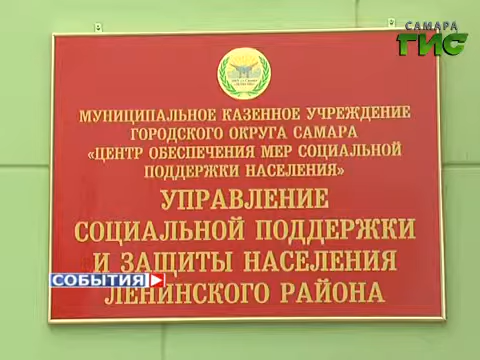 САМАРА
ГИС
МУНИЦИПАЛЬНОЕ КАЗЕННОЕ УЧРЕЖДЕНИЕ
ГОРОДСКОГО ОКРУГА САМАРА
«ЦЕНТР ОБЕСПЕЧЕНИЯ МЕР СОЦИАЛЬНОЙ
ПОДДЕРЖКИ НАСЕЛЕНИЯ»
УПРАВЛЕНИЕ
СОЦИАЛЬНОЙ ПОДДЕРЖКИ
И ЗАЩИТЫ НАСЕЛЕНИЯ
СОБЫТИЯ
ЛЕНИНСКОГО РАЙОНА